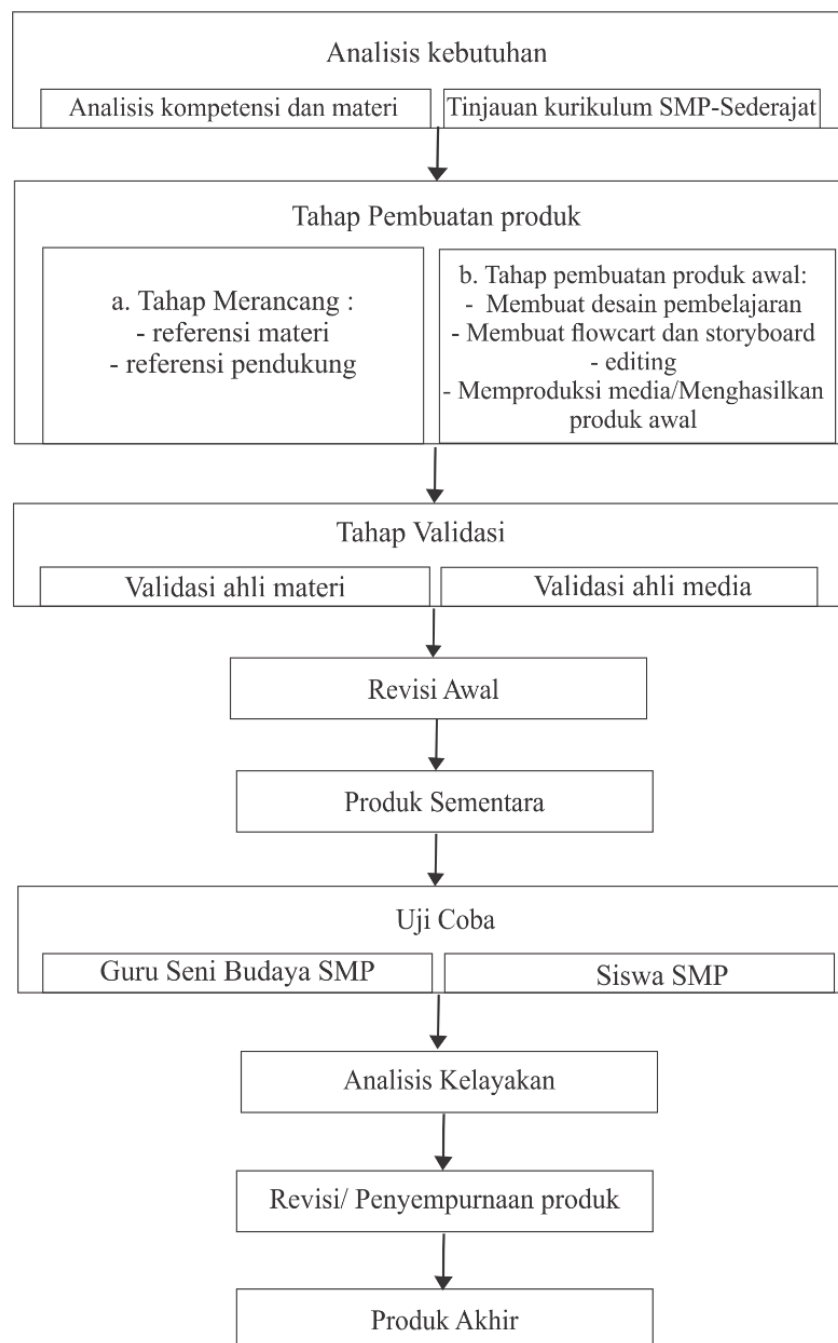 Analisis kebutuhan
Analisis kompetensi dan materi
Tinjauan kurikulum SMP-Sederajat
Tahap Pembuatan produk
a. Tahap Merancang :
- referensi materi
- referensi pendukung
b. Tahap pembuatan produk awal:
- Membuat desain pembelajaran
- Membuat flowcart dan storyboard
- editing
- Memproduksi media/Menghasilkan
produk awal
Tahap Validasi
Validasi ahli materi
Validasi ahli media
Revisi Awal
Produk Sementara
Uji Coba
Guru Seni Budaya SMP
Siswa SMP
Analisis Kelayakan
Revisi/ Penyempurnaan produk
Produk Akhir